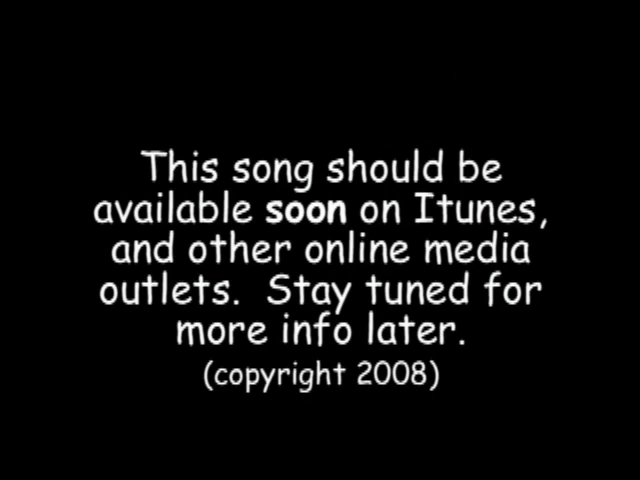 This song should be
available soon on Itunes,
and other online media
outlets.  Stay tuned for
more info later.
(copyright 2008)